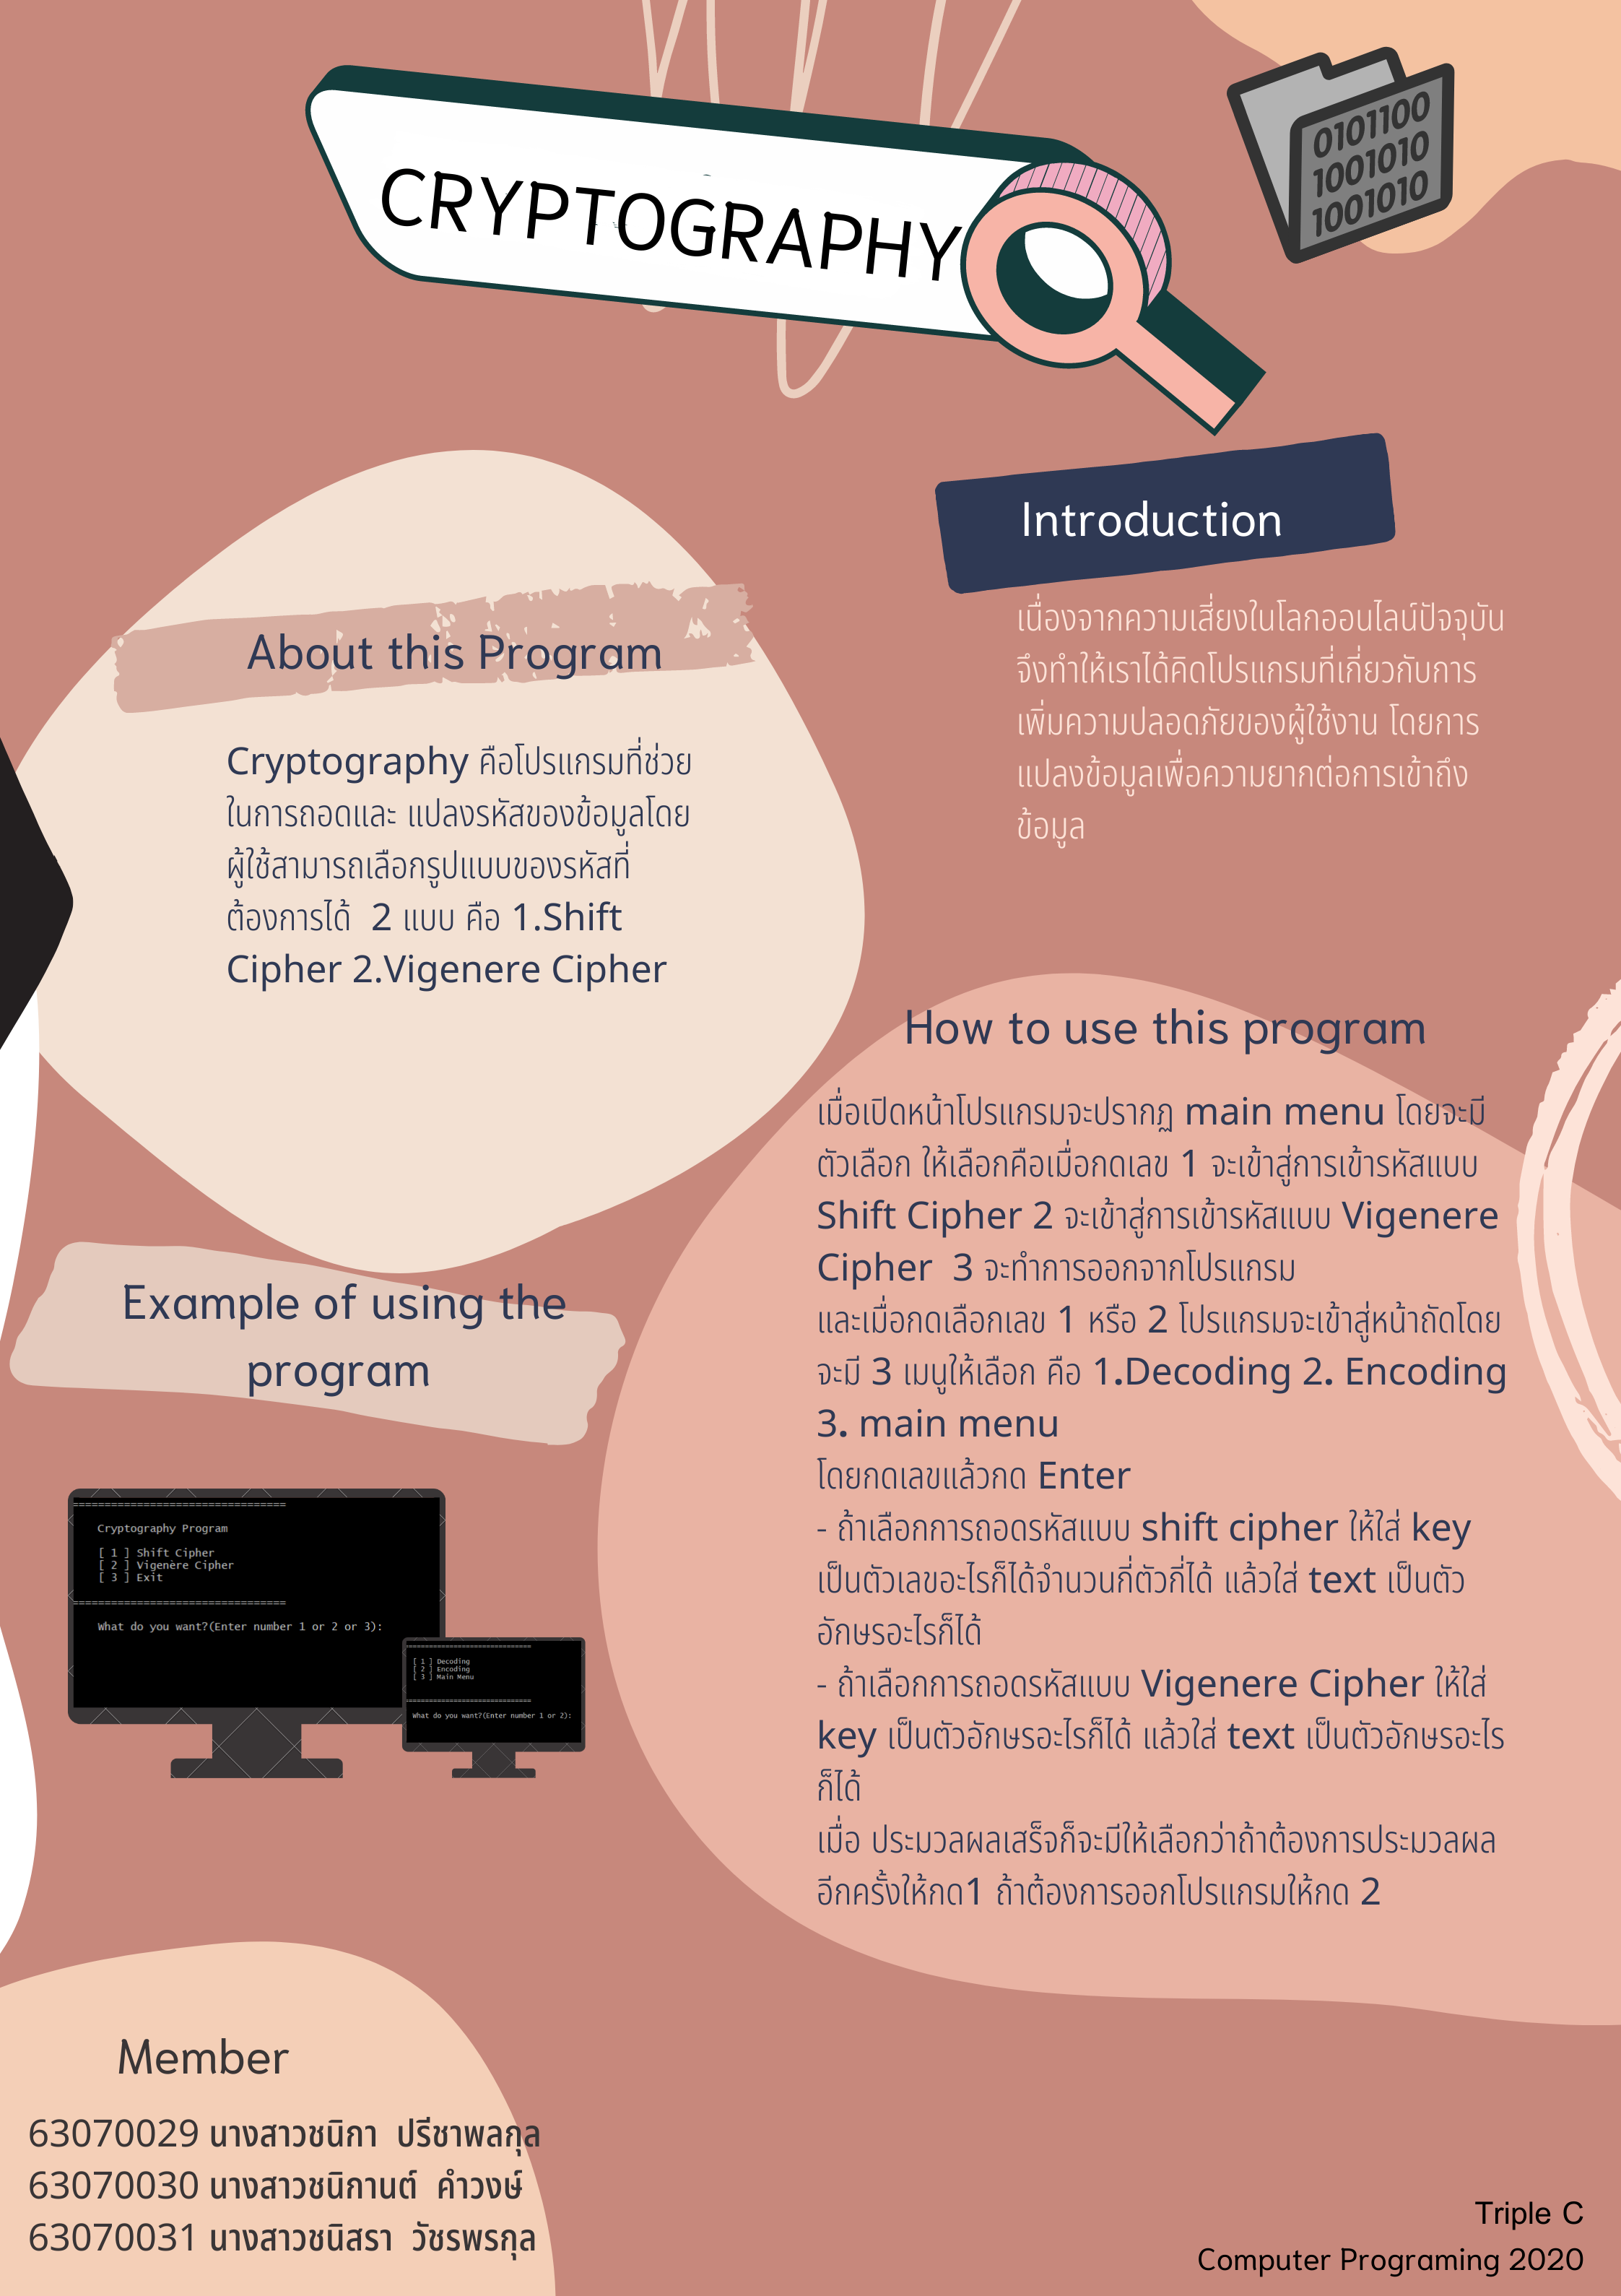 CRYPTOGRAPHY
0101100
1001010
1001010
Introduction
เนื่องจากความเสี่ยงในโลกออนไลน์ปัจจุบัน
จึงทำให้เราได้คิดโปรแกรมที่เกี่ยวกับการ
เพิ่มความปลอดภัยของผู้ใช้งาน โดยการ
แปลงข้อมูลเพื่อความยากต่อการเข้าถึง
ข้อมูล
About this Program
Cryptography คือโปรแกรมที่ช่วย
ในการถอดและ แปลงรหัสของข้อมูลโดย
ผู้ใช้สามารถเลือกรูปแบบของรหัสที่
ต้องการได้  2 แบบ คือ 1.Shift
Cipher 2.Vigenere Cipher
How to use this program
เมื่อเปิดหน้าโปรแกรมจะปรากฏ main menu โดยจะมี
ตัวเลือก ให้เลือกคือเมื่อกดเลข 1 จะเข้าสู่การเข้ารหัสแบบ
Shift Cipher 2 จะเข้าสู่การเข้ารหัสแบบ Vigenere
Cipher  3 จะทำการออกจากโปรแกรม
และเมื่อกดเลือกเลข 1 หรือ 2 โปรแกรมจะเข้าสู่หน้าถัดโดย
จะมี 3 เมนูให้เลือก คือ 1.Decoding 2. Encoding
3. main menu
โดยกดเลขแล้วกด Enter
- ถ้าเลือกการถอดรหัสแบบ shift cipher ให้ใส่ key
เป็นตัวเลขอะไรก็ได้จำนวนกี่ตัวกี่ได้ แล้วใส่ text เป็นตัว
อักษรอะไรก็ได้
- ถ้าเลือกการถอดรหัสแบบ Vigenere Cipher ให้ใส่
key เป็นตัวอักษรอะไรก็ได้ แล้วใส่ text เป็นตัวอักษรอะไร
ก็ได้
เมื่อ ประมวลผลเสร็จก็จะมีให้เลือกว่าถ้าต้องการประมวลผล
อีกครั้งให้กด1 ถ้าต้องการออกโปรแกรมให้กด 2
Example of using the
program
==================================
Cryptography Program
[ 1 ] Shift Cipher
[ 2 ] Vigenère Cipher
[ 3 ] Exit
==================================
What do you want?(Enter number 1 or 2 or 3):
================================
[ 1 ] Decoding
[ 2 ] Encoding
[ 3 ] Main Menu
================================
What do you want?(Enter number 1 or 2):
Member
63070029 นางสาวชนิกา  ปรีชาพลกุล
63070030 นางสาวชนิกานต์  คำวงษ์
63070031 นางสาวชนิสรา  วัชรพรกุล
Triple C
Computer Programing 2020